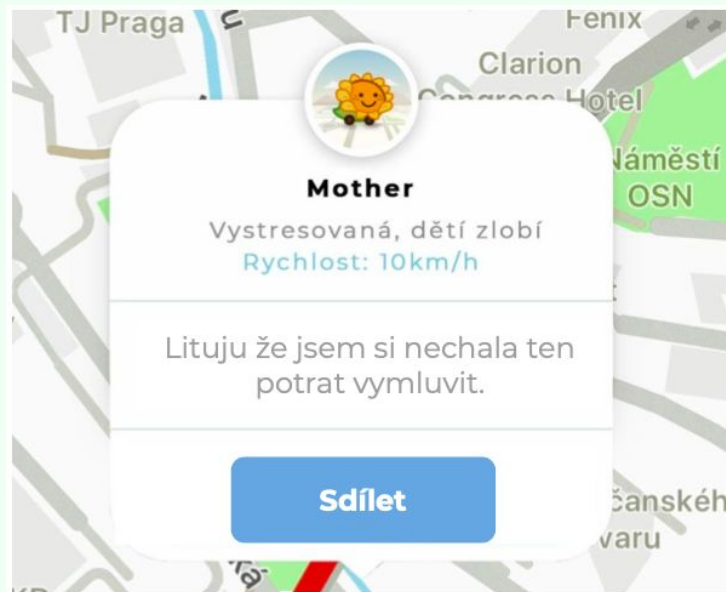 TJ Praga
Fenix
Clarion
Congress Hotel
Náměstí
OSN
Mother
Vystresovaná, dětí zlobí
Rychlost: 10km/h
Lituju že jsem si nechala ten
potrat vymluvit.
Sdílet
čanskéh
varu